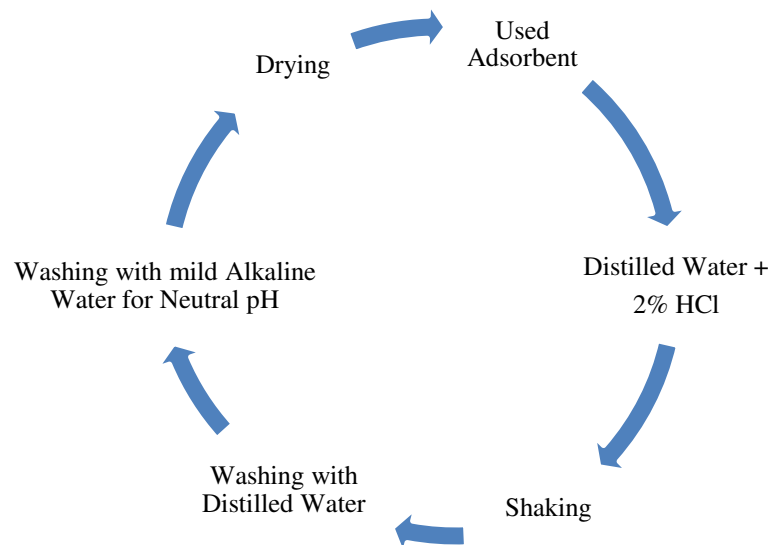 Used
Adsorbent
Distilled Water +
2% HCl
Shaking
Washing with
Distilled Water
Washing with mild Alkaline
Water for Neutral pH
Drying